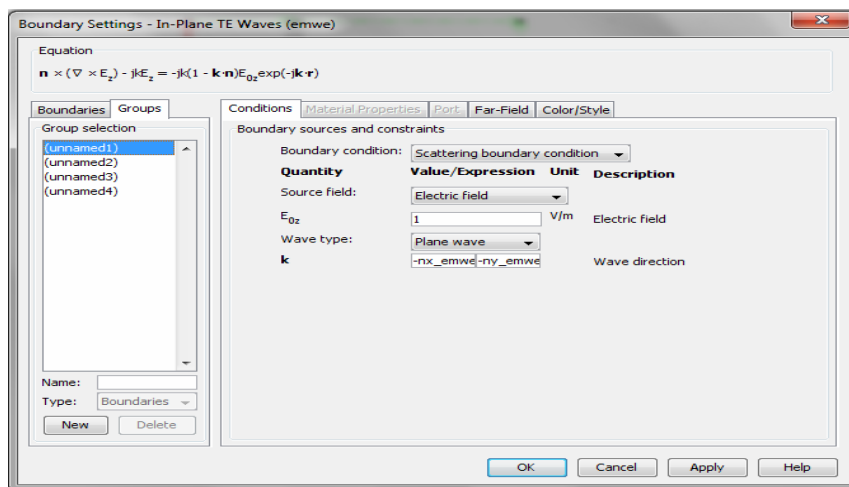 Boundary Settings - In-Plane TE Waves (emwe)
Equation
n × (∇ × E_z) - jkE_z = -jk(1 - k·n)E_0z exp(-jk·r)
Boundaries Groups
Group selection
(unnamed1)
(unnamed2)
(unnamed3)
(unnamed4)
Name:
Type: Boundaries
New Delete
Conditions Material Properties Port Far-Field Color/Style
Boundary sources and constraints
Boundary condition: Scattering boundary condition
Quantity Value/Expression Unit Description
Source field: Electric field
E_0z 1 V/m Electric field
Wave type: Plane wave
k -nx_emwe -ny_emwe Wave direction
OK Cancel Apply Help